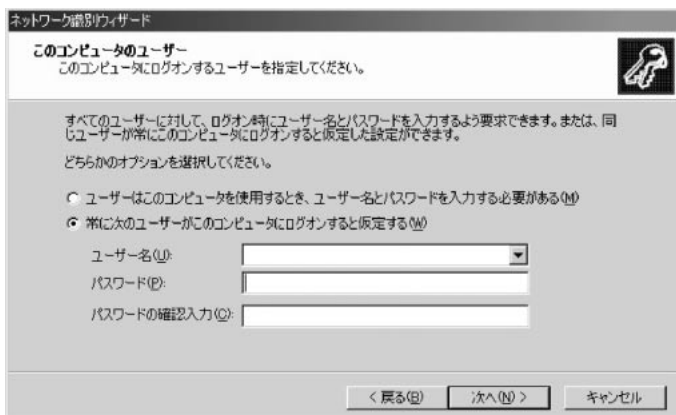 ネットワーク識別ウィザード
このコンピュータのユーザー
このコンピュータにログオンするユーザーを指定してください。
すべてのユーザーに対して、ログオン時にユーザー名とパスワードを入力するよう要求できます。または、同
じユーザーが常にこのコンピュータにログオンすると仮定した設定ができます。
どちらかのオプションを選択してください。
ユーザーはこのコンピュータを使用するとき、ユーザー名とパスワードを入力する必要がある(M)
常に次のユーザーがこのコンピュータにログオンすると仮定する(W)
ユーザー名(U):
パスワード(P):
パスワードの確認入力(C):
< 戻る(B) 次へ(N) > キャンセル